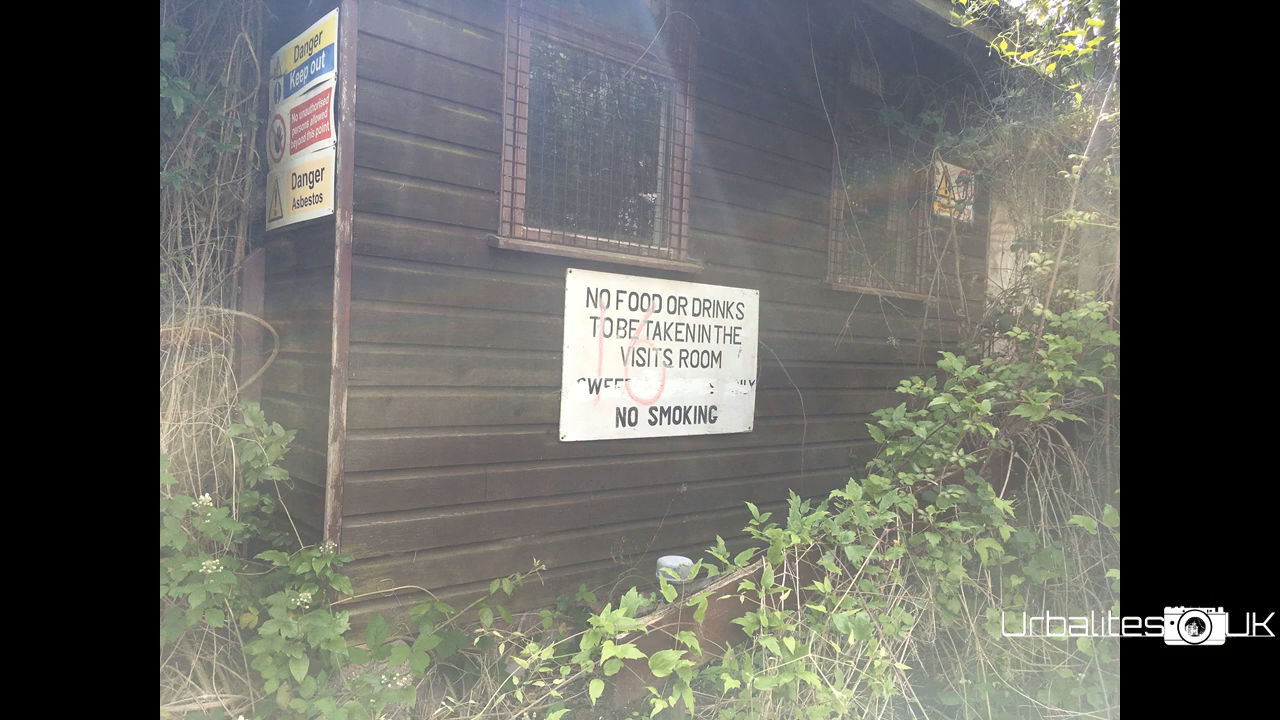 Danger
Keep out
No unauthorised
persons allowed
beyond this point
Danger
Asbestos
NO FOOD OR DRINKS
TO BE TAKEN IN THE
VISITS ROOM
NO SMOKING
16
URBALITES UK